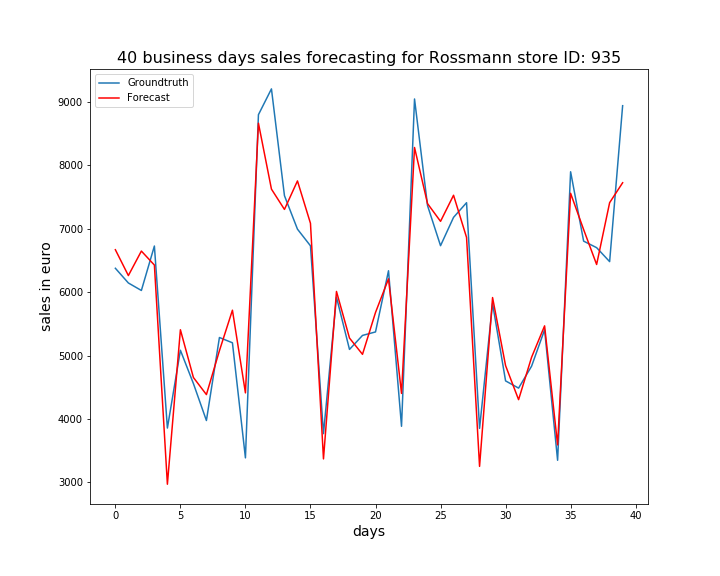 40 business days sales forecasting for Rossmann store ID: 935
Groundtruth
Forecast
9000
8000
7000
6000
5000
4000
3000
sales in euro
0 5 10 15 20 25 30 35 40
days